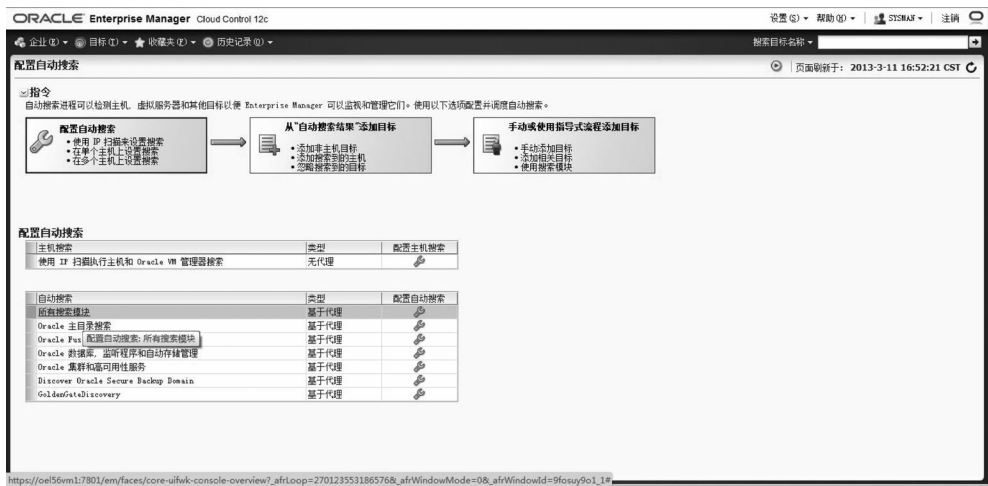 ORACLE Enterprise Manager Cloud Control 12c
设置(S) 帮助(H) SYSMAN 注销
企业(E) 目标(T) 收藏夹(F) 历史记录(O) 搜索目标名称
配置自动搜索 页面刷新于: 2013-3-11 16:52:21 CST
指令
自动搜索进程可以检测主机, 虚拟服务器和其他目标以便 Enterprise Manager 可以监视和管理它们。使用以下选项配置并调度自动搜索。
配置自动搜索
• 使用 IP 扫描来设置搜索
• 在单个主机上设置搜索
• 在多个主机上设置搜索
从"自动搜索结果"添加目标
• 添加非主机目标
• 添加搜索到的主机
• 忽略搜索到的目标
手动或使用指导式流程添加目标
• 手动添加目标
• 添加相关目标
• 使用搜索模块
配置自动搜索
主机搜索 类型 配置主机搜索
使用 IP 扫描执行主机和 Oracle VM 管理器搜索 无代理
自动搜索 类型 配置自动搜索
所有搜索模块 基于代理
Oracle 主目录搜索 基于代理
Oracle Fus 配置自动搜索: 所有搜索模块 基于代理
Oracle 数据库, 监听程序和自动存储管理 基于代理
Oracle 集群和高可用性服务 基于代理
Discover Oracle Secure Backup Domain 基于代理
GoldenGateDiscovery 基于代理
https://oel56vm1:7801/em/faces/core-uifwk-console-overview?_afrLoop=270123553186576&_afrWindowMode=0&_afrWindowId=9fosuy9o1_1#